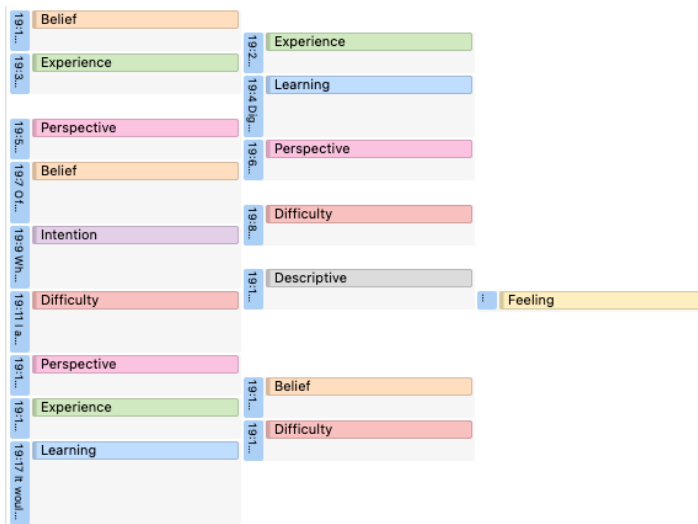 19:1... Belief
19:2... Experience
19:3... Experience
19:4 Dig... Learning
19:5... Perspective
19:6... Perspective
19:7 Of... Belief
19:8... Difficulty
19:9 Wh... Intention
19:1... Descriptive
19:11 I a... Difficulty
... Feeling
19:1... Perspective
19:1... Belief
19:1... Experience
19:1... Difficulty
19:17 It woul... Learning